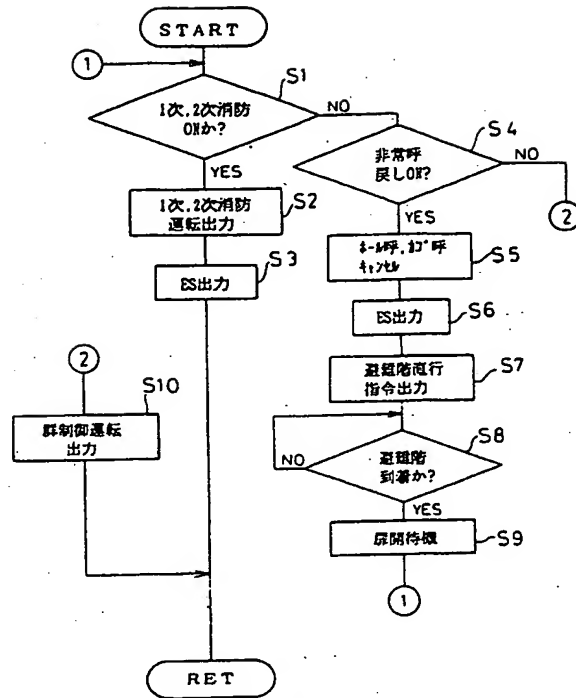 START
1
S1
1次,2次消防
ONか?
NO
YES
S4
非常呼
戻しON?
NO
2
YES
1次,2次消防
運転出力
S2
ES出力
S3
ホール呼,カゴ呼
キャンセル
S5
ES出力
S6
避難階直行
指令出力
S7
2
群制御運転
出力
S10
避難階
到着か?
S8
NO
YES
扉開待機
S9
1
RET